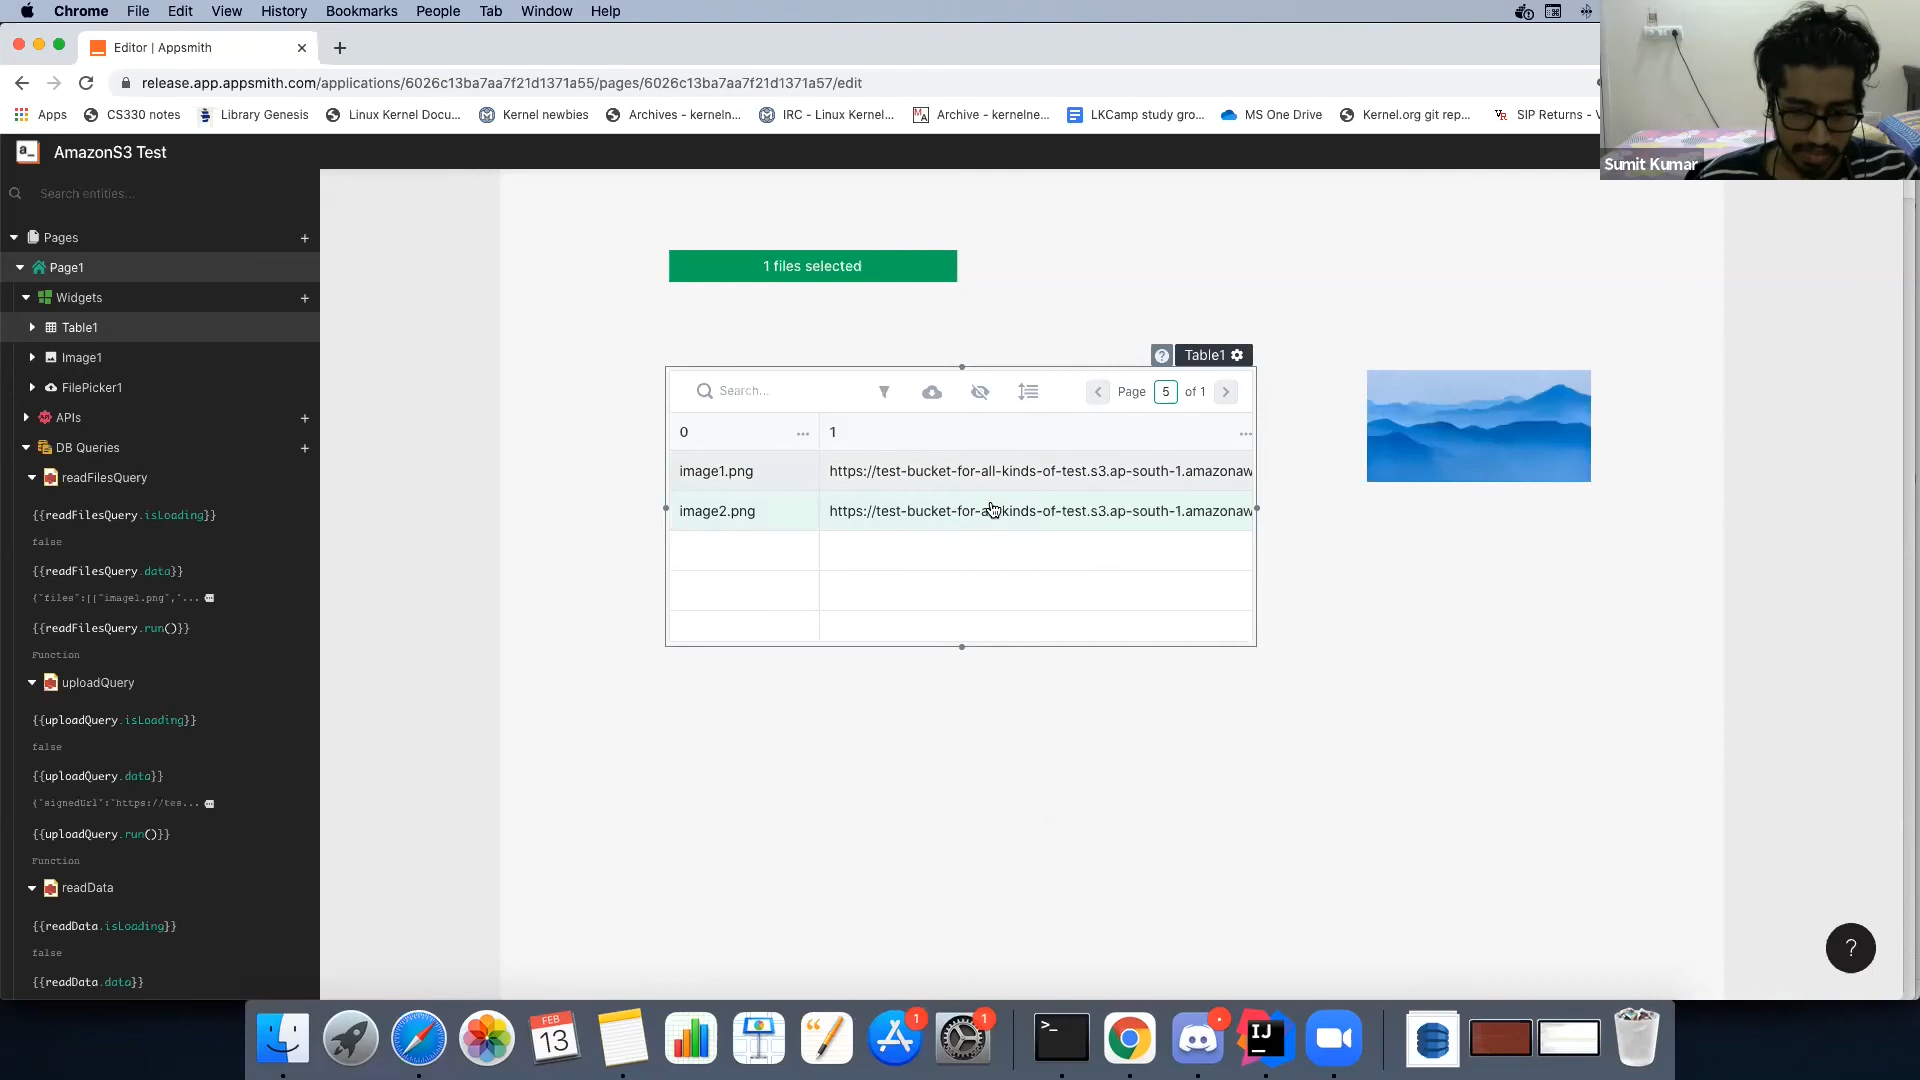 Chrome File Edit View History Bookmarks People Tab Window Help
Editor | Appsmith
release.app.appsmith.com/applications/6026c13ba7aa7f21d1371a55/pages/6026c13ba7aa7f21d1371a57/edit
Apps CS330 notes Library Genesis Linux Kernel Docu... Kernel newbies Archives - kerneln... IRC - Linux Kernel... Archive - kernelne... LKCamp study gro... MS One Drive Kernel.org git rep... SIP Returns - V
Sumit Kumar
a_ AmazonS3 Test
Search entities...
Pages
Page1
Widgets
Table1
Image1
FilePicker1
APIs
DB Queries
readFilesQuery
{{readFilesQuery.isLoading}}
false
{{readFilesQuery.data}}
{"files":[["image1.png","...
{{readFilesQuery.run()}}
Function
uploadQuery
{{uploadQuery.isLoading}}
false
{{uploadQuery.data}}
{"signedUrl":"https://tes...
{{uploadQuery.run()}}
Function
readData
{{readData.isLoading}}
false
{{readData.data}}
1 files selected
? Table1
Search... Page 5 of 1
0 ... 1 ...
image1.png https://test-bucket-for-all-kinds-of-test.s3.ap-south-1.amazonaw
image2.png https://test-bucket-for-all-kinds-of-test.s3.ap-south-1.amazonaw
?
FEB
13
1
1
>_
IJ